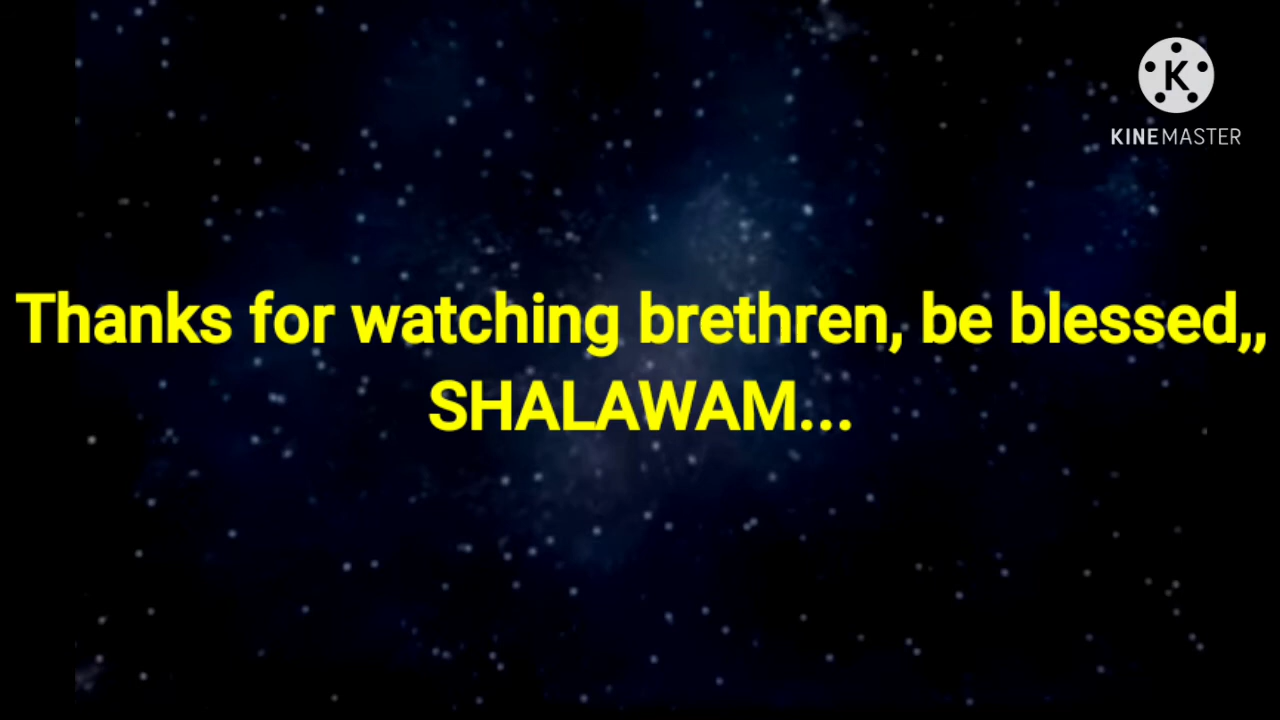 K
KINEMASTER
Thanks for watching brethren, be blessed,,
SHALAWAM...